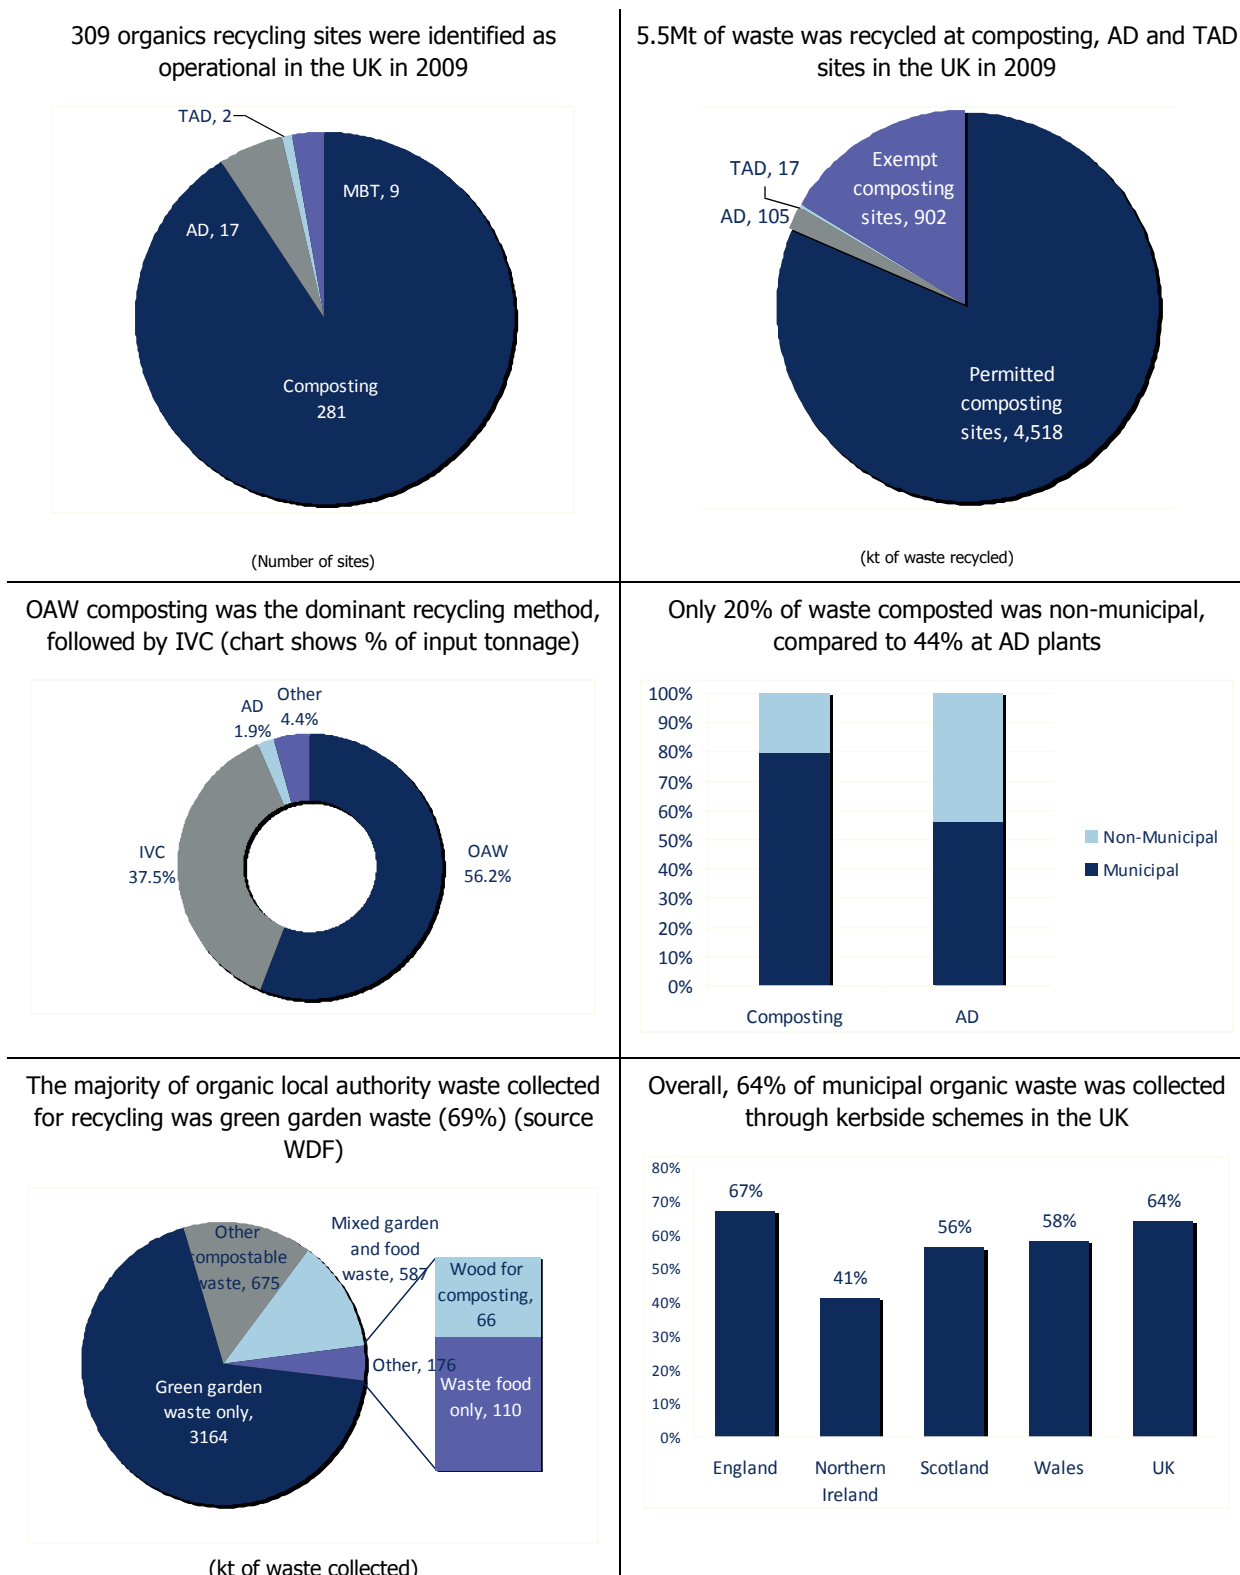 309 organics recycling sites were identified as
operational in the UK in 2009
TAD, 2
MBT, 9
AD, 17
Composting
281
(Number of sites)
5.5Mt of waste was recycled at composting, AD and TAD
sites in the UK in 2009
Exempt
composting
sites, 902
TAD, 17
AD, 105
Permitted
composting
sites, 4,518
(kt of waste recycled)
OAW composting was the dominant recycling method,
followed by IVC (chart shows % of input tonnage)
Other
4.4%
AD
1.9%
IVC
37.5%
OAW
56.2%
Only 20% of waste composted was non-municipal,
compared to 44% at AD plants
100%
90%
80%
70%
60%
50%
40%
30%
20%
10%
0%
Composting
AD
Non-Municipal
Municipal
The majority of organic local authority waste collected
for recycling was green garden waste (69%) (source
WDF)
Other
compostable
waste, 675
Mixed garden
and food
waste, 587
Wood for
composting,
66
Other, 176
Waste food
only, 110
Green garden
waste only,
3164
(kt of waste collected)
Overall, 64% of municipal organic waste was collected
through kerbside schemes in the UK
80%
70%
60%
50%
40%
30%
20%
10%
0%
67%
41%
56%
58%
64%
England
Northern
Ireland
Scotland
Wales
UK